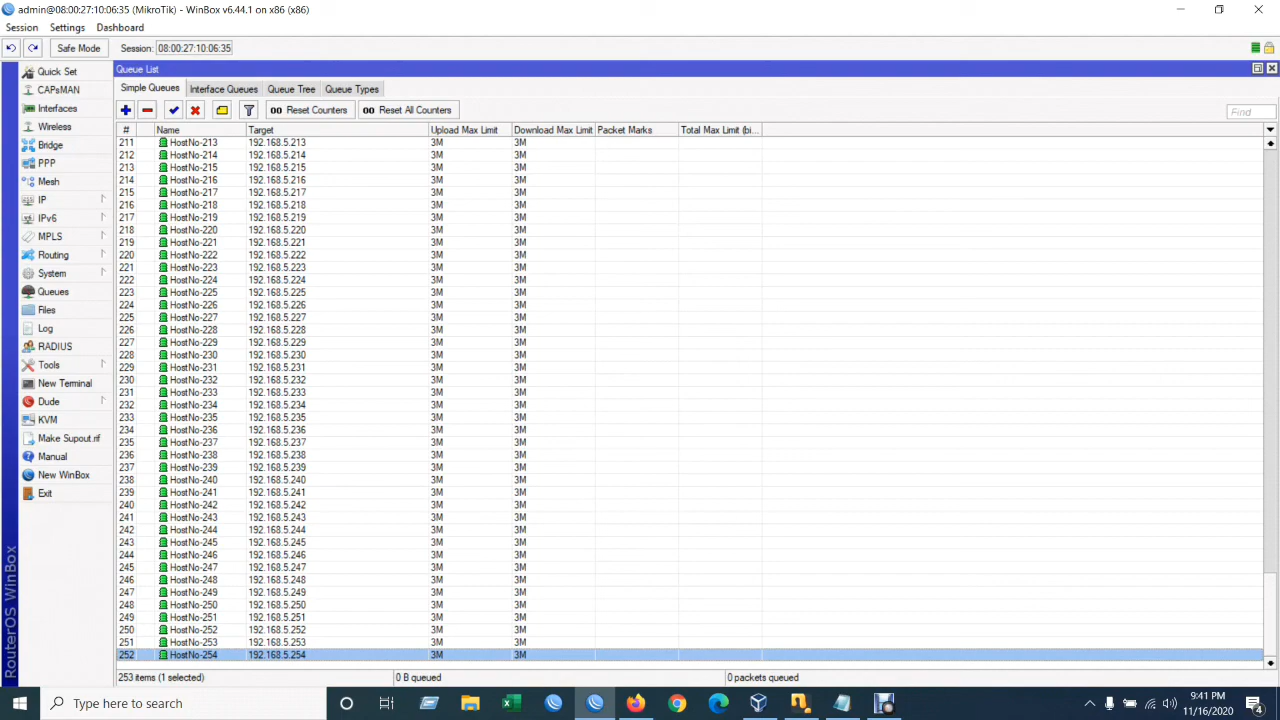 admin@08:00:27:10:06:35 (MikroTik) - WinBox v6.44.1 on x86 (x86)
Session Settings Dashboard
Safe Mode Session: 08:00:27:10:06:35
Quick Set
CAPsMAN
Interfaces
Wireless
Bridge
PPP
Mesh
IP
IPv6
MPLS
Routing
System
Queues
Files
Log
RADIUS
Tools
New Terminal
Dude
KVM
Make Supout.rif
Manual
New WinBox
Exit
RouterOS WinBox
Queue List
Simple Queues Interface Queues Queue Tree Queue Types
00 Reset Counters 00 Reset All Counters Find
# Name Target Upload Max Limit Download Max Limit Packet Marks Total Max Limit (bi...
211 HostNo-213 192.168.5.213 3M 3M
212 HostNo-214 192.168.5.214 3M 3M
213 HostNo-215 192.168.5.215 3M 3M
214 HostNo-216 192.168.5.216 3M 3M
215 HostNo-217 192.168.5.217 3M 3M
216 HostNo-218 192.168.5.218 3M 3M
217 HostNo-219 192.168.5.219 3M 3M
218 HostNo-220 192.168.5.220 3M 3M
219 HostNo-221 192.168.5.221 3M 3M
220 HostNo-222 192.168.5.222 3M 3M
221 HostNo-223 192.168.5.223 3M 3M
222 HostNo-224 192.168.5.224 3M 3M
223 HostNo-225 192.168.5.225 3M 3M
224 HostNo-226 192.168.5.226 3M 3M
225 HostNo-227 192.168.5.227 3M 3M
226 HostNo-228 192.168.5.228 3M 3M
227 HostNo-229 192.168.5.229 3M 3M
228 HostNo-230 192.168.5.230 3M 3M
229 HostNo-231 192.168.5.231 3M 3M
230 HostNo-232 192.168.5.232 3M 3M
231 HostNo-233 192.168.5.233 3M 3M
232 HostNo-234 192.168.5.234 3M 3M
233 HostNo-235 192.168.5.235 3M 3M
234 HostNo-236 192.168.5.236 3M 3M
235 HostNo-237 192.168.5.237 3M 3M
236 HostNo-238 192.168.5.238 3M 3M
237 HostNo-239 192.168.5.239 3M 3M
238 HostNo-240 192.168.5.240 3M 3M
239 HostNo-241 192.168.5.241 3M 3M
240 HostNo-242 192.168.5.242 3M 3M
241 HostNo-243 192.168.5.243 3M 3M
242 HostNo-244 192.168.5.244 3M 3M
243 HostNo-245 192.168.5.245 3M 3M
244 HostNo-246 192.168.5.246 3M 3M
245 HostNo-247 192.168.5.247 3M 3M
246 HostNo-248 192.168.5.248 3M 3M
247 HostNo-249 192.168.5.249 3M 3M
248 HostNo-250 192.168.5.250 3M 3M
249 HostNo-251 192.168.5.251 3M 3M
250 HostNo-252 192.168.5.252 3M 3M
251 HostNo-253 192.168.5.253 3M 3M
252 HostNo-254 192.168.5.254 3M 3M
253 items (1 selected) 0 B queued 0 packets queued
Type here to search
9:41 PM
11/16/2020
4